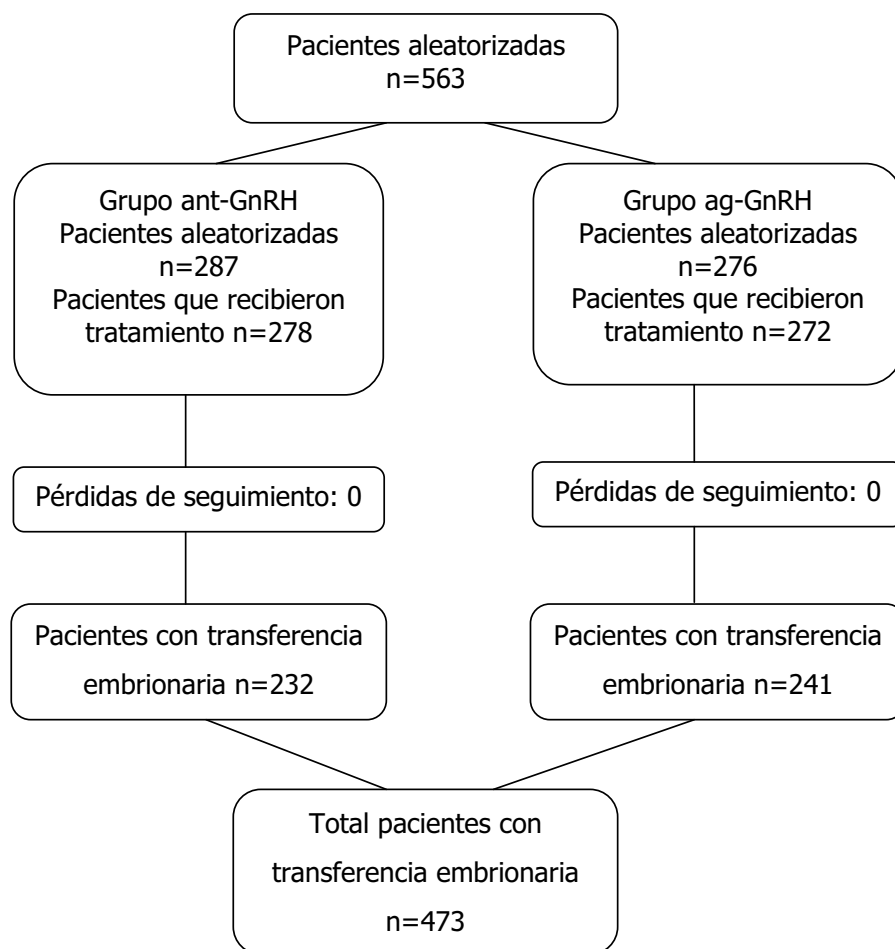 Pacientes aleatorizadas
n=563
Grupo ant-GnRH
Pacientes aleatorizadas
n=287
Pacientes que recibieron
tratamiento n=278
Grupo ag-GnRH
Pacientes aleatorizadas
n=276
Pacientes que recibieron
tratamiento n=272
Pérdidas de seguimiento: 0
Pérdidas de seguimiento: 0
Pacientes con transferencia
embrionaria n=232
Pacientes con transferencia
embrionaria n=241
Total pacientes con
transferencia embrionaria
n=473